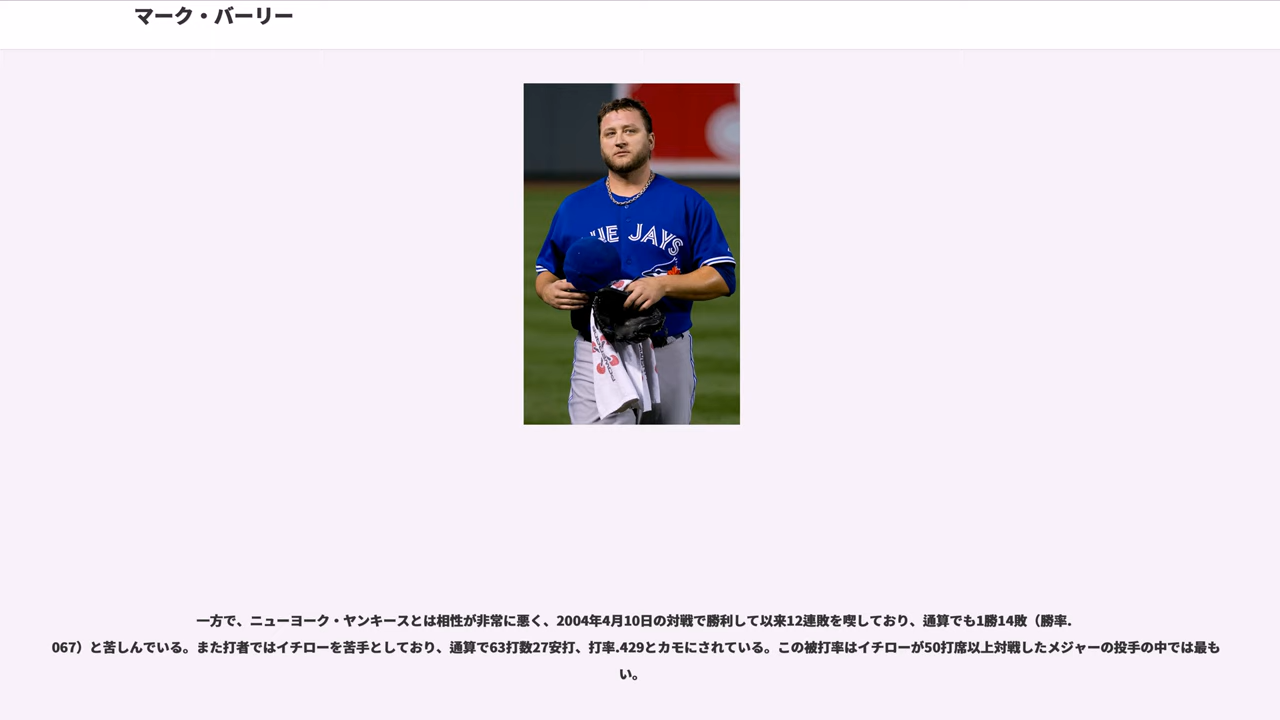 マーク・バーリー
UE JAYS
一方で、ニューヨーク・ヤンキースとは相性が非常に悪く、2004年4月10日の対戦で勝利して以来12連敗を喫しており、通算でも1勝14敗（勝率.
067）と苦しんでいる。また打者ではイチローを苦手としており、通算で63打数27安打、打率.429とカモにされている。この被打率はイチローが50打席以上対戦したメジャーの投手の中では最も
い。